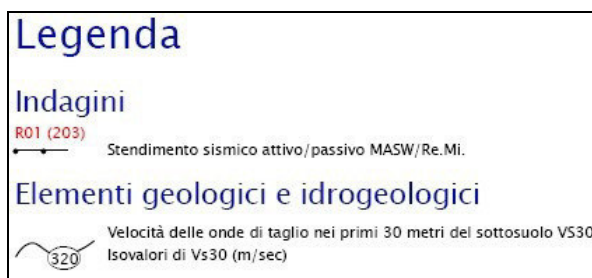 Legenda
Indagini
R01 (203)
Stendimento sismico attivo/passivo MASW/Re.Mi.
Elementi geologici e idrogeologici
Velocità delle onde di taglio nei primi 30 metri del sottosuolo VS30
320
Isovalori di Vs30 (m/sec)